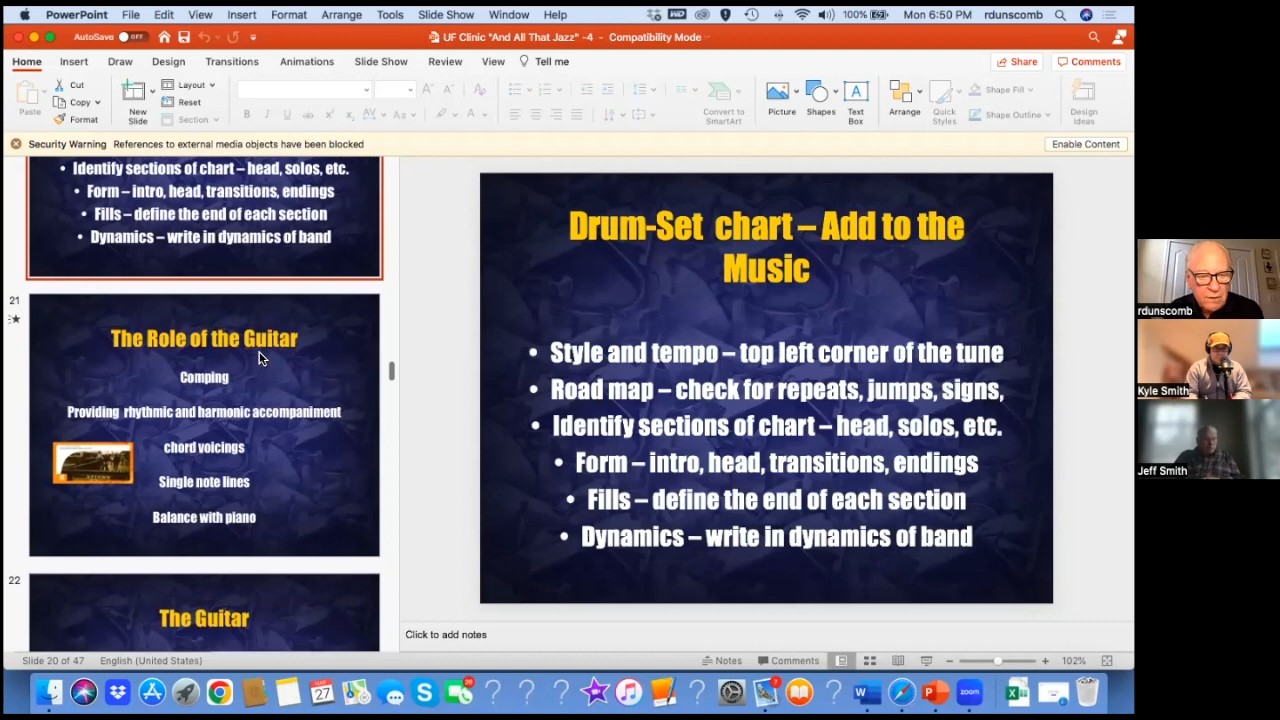 PowerPoint File Edit View Insert Format Arrange Tools Slide Show Window Help 100% Mon 6:50 PM rdunscomb
AutoSave OFF UF Clinic "And All That Jazz" -4 - Compatibility Mode
Home Insert Draw Design Transitions Animations Slide Show Review View Tell me Share Comments
Paste Cut Copy Format New Slide Layout Reset Section Convert to SmartArt Picture Shapes Text Box Arrange Quick Styles Shape Fill Shape Outline Design Ideas
Security Warning References to external media objects have been blocked Enable Content
• Identify sections of chart – head, solos, etc.
• Form – intro, head, transitions, endings
• Fills – define the end of each section
• Dynamics – write in dynamics of band
21
The Role of the Guitar
Comping
Providing rhythmic and harmonic accompaniment
chord voicings
Single note lines
Balance with piano
22
The Guitar
Drum-Set chart – Add to the
Music
• Style and tempo – top left corner of the tune
• Road map – check for repeats, jumps, signs,
• Identify sections of chart – head, solos, etc.
• Form – intro, head, transitions, endings
• Fills – define the end of each section
• Dynamics – write in dynamics of band
Click to add notes
Slide 20 of 47 English (United States) Notes Comments 102%
rdunscomb
Kyle Smith
Jeff Smith
27
zoom